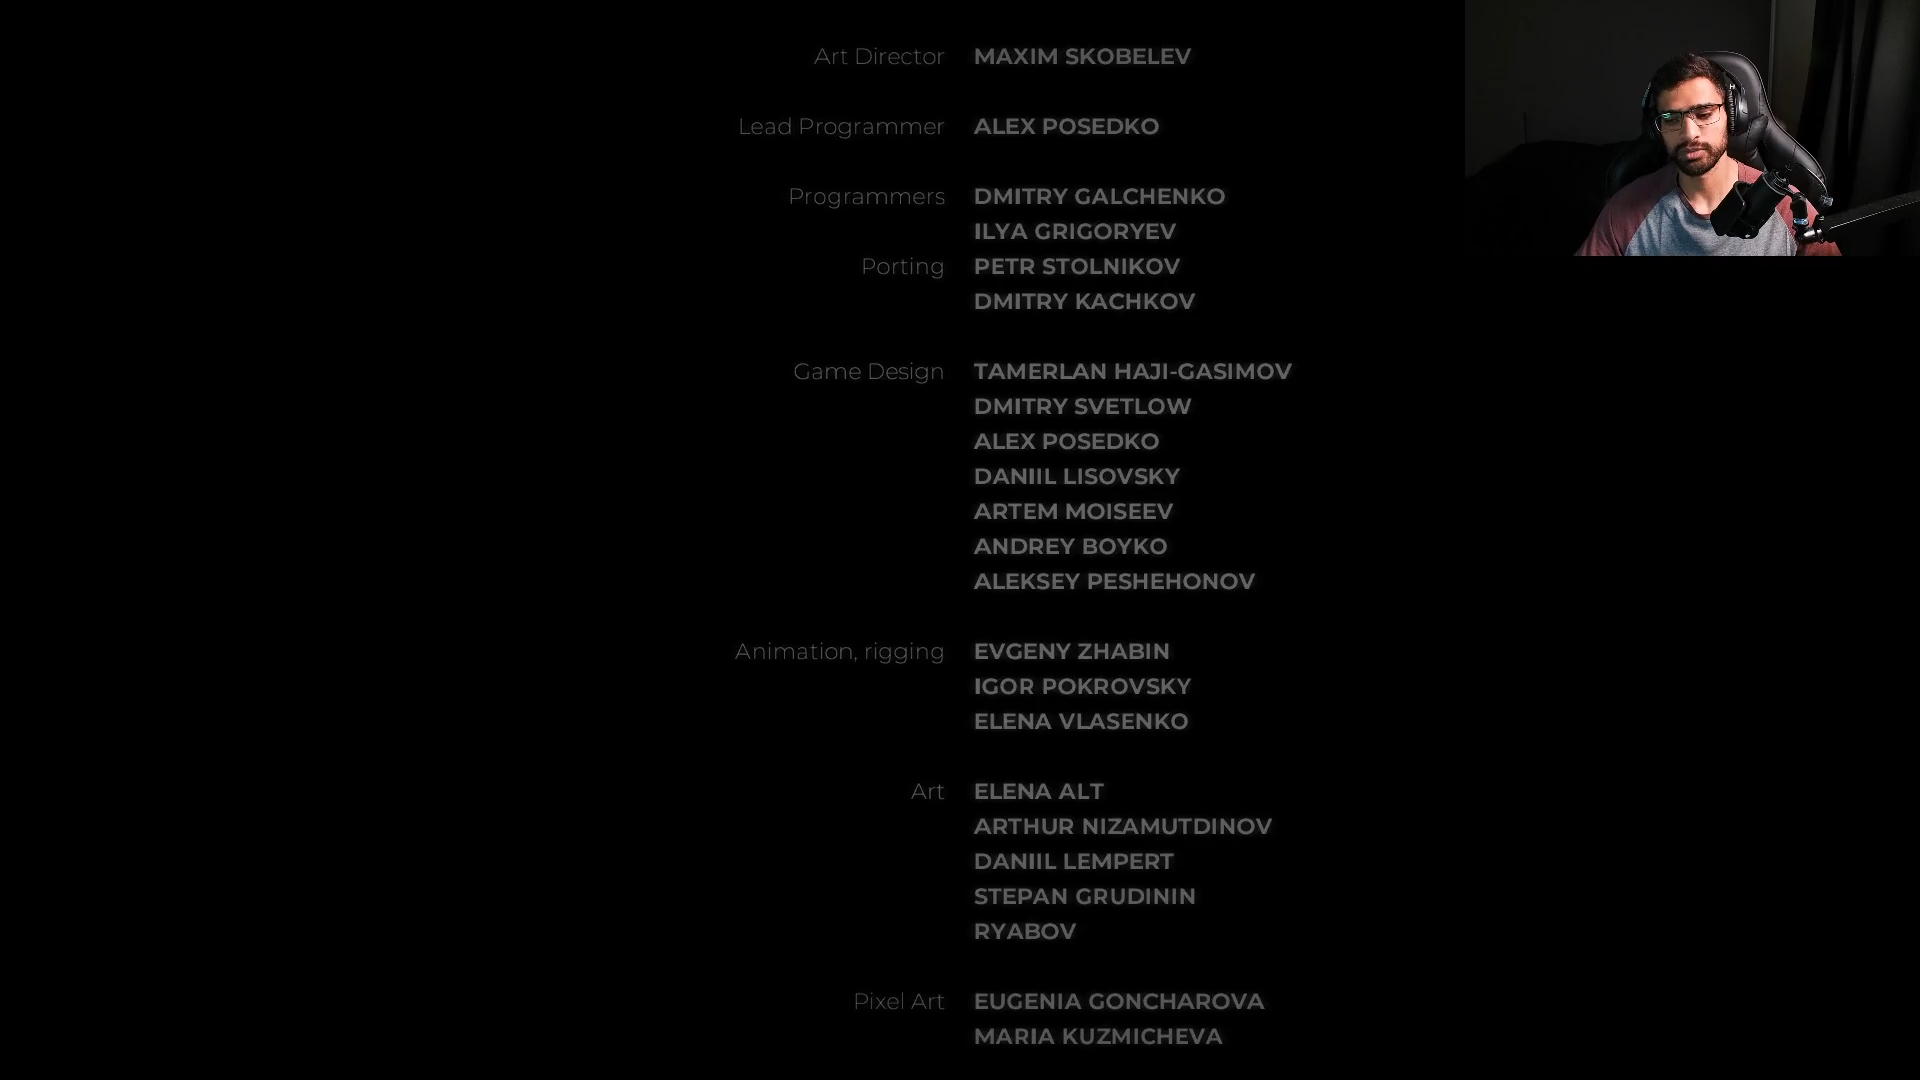 Art Director MAXIM SKOBELEV
Lead Programmer ALEX POSEDKO
Programmers DMITRY GALCHENKO
ILYA GRIGORYEV
Porting PETR STOLNIKOV
DMITRY KACHKOV
Game Design TAMERLAN HAJI-GASIMOV
DMITRY SVETLOW
ALEX POSEDKO
DANIIL LISOVSKY
ARTEM MOISEEV
ANDREY BOYKO
ALEKSEY PESHEHONOV
Animation, rigging EVGENY ZHABIN
IGOR POKROVSKY
ELENA VLASENKO
Art ELENA ALT
ARTHUR NIZAMUTDINOV
DANIIL LEMPERT
STEPAN GRUDININ
RYABOV
Pixel Art EUGENIA GONCHAROVA
MARIA KUZMICHEVA